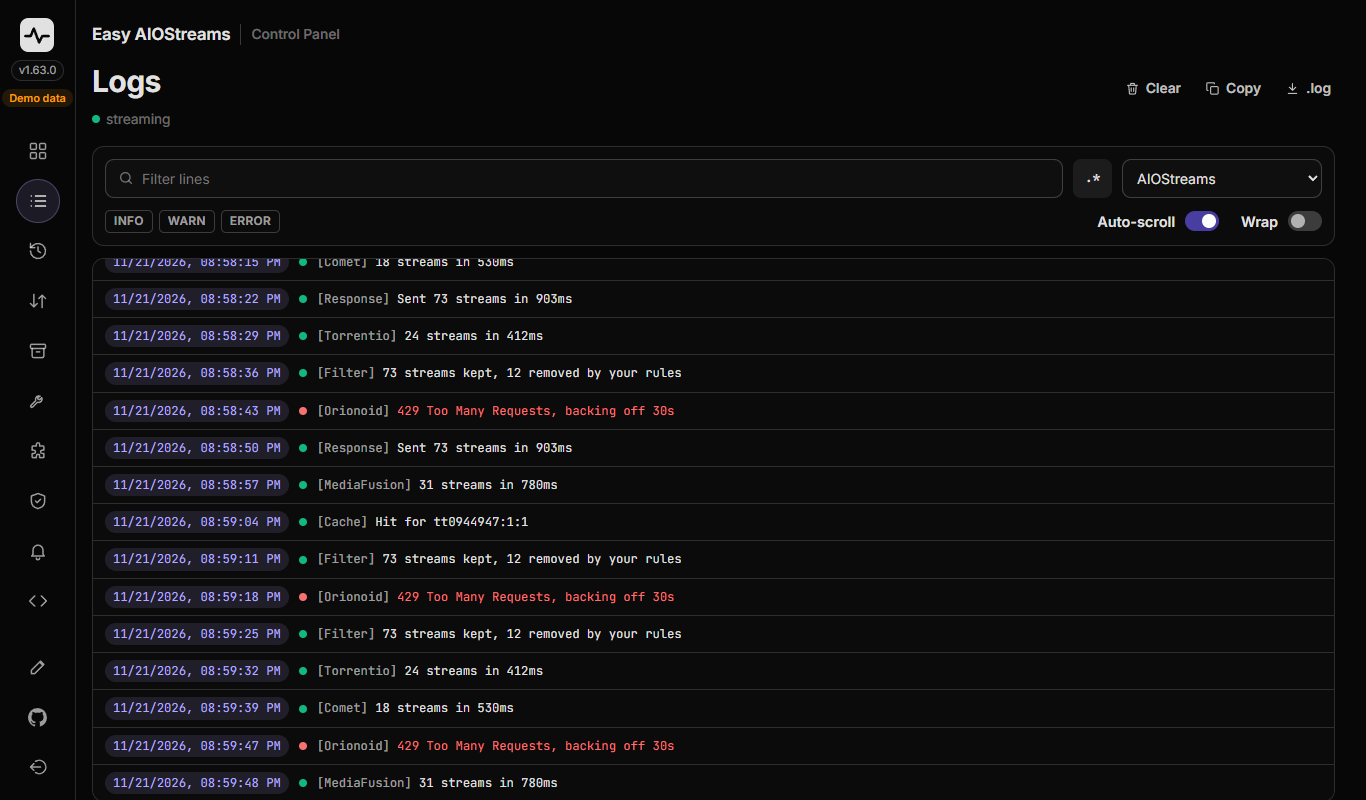 Easy AIOStreams
Control Panel
v1.63.0
Demo data
Logs
streaming
Clear
Copy
.log
Filter lines
.*
AIOStreams
INFO
WARN
ERROR
Auto-scroll
Wrap
11/21/2026, 08:58:15 PM [Comet] 18 streams in 530ms
11/21/2026, 08:58:22 PM [Response] Sent 73 streams in 903ms
11/21/2026, 08:58:29 PM [Torrentio] 24 streams in 412ms
11/21/2026, 08:58:36 PM [Filter] 73 streams kept, 12 removed by your rules
11/21/2026, 08:58:43 PM [Orionoid] 429 Too Many Requests, backing off 30s
11/21/2026, 08:58:50 PM [Response] Sent 73 streams in 903ms
11/21/2026, 08:58:57 PM [MediaFusion] 31 streams in 780ms
11/21/2026, 08:59:04 PM [Cache] Hit for tt0944947:1:1
11/21/2026, 08:59:11 PM [Filter] 73 streams kept, 12 removed by your rules
11/21/2026, 08:59:18 PM [Orionoid] 429 Too Many Requests, backing off 30s
11/21/2026, 08:59:25 PM [Filter] 73 streams kept, 12 removed by your rules
11/21/2026, 08:59:32 PM [Torrentio] 24 streams in 412ms
11/21/2026, 08:59:39 PM [Comet] 18 streams in 530ms
11/21/2026, 08:59:47 PM [Orionoid] 429 Too Many Requests, backing off 30s
11/21/2026, 08:59:48 PM [MediaFusion] 31 streams in 780ms